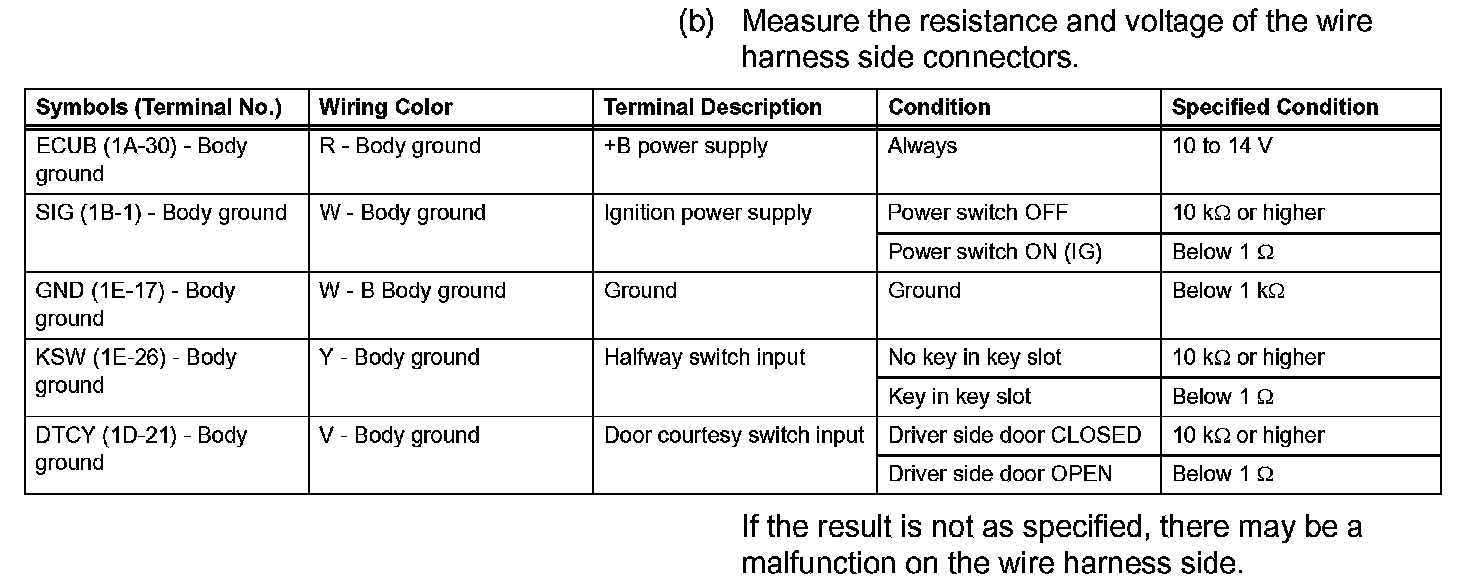 (b) Measure the resistance and voltage of the wire
harness side connectors.
Symbols (Terminal No.) Wiring Color Terminal Description Condition Specified Condition
ECUB (1A-30) - Body R - Body ground +B power supply Always 10 to 14 V
ground
SIG (1B-1) - Body ground W - Body ground Ignition power supply Power switch OFF 10 kΩ or higher
Power switch ON (IG) Below 1 Ω
GND (1E-17) - Body W - B Body ground Ground Ground Below 1 kΩ
ground
KSW (1E-26) - Body Y - Body ground Halfway switch input No key in key slot 10 kΩ or higher
ground
Key in key slot Below 1 Ω
DTCY (1D-21) - Body V - Body ground Door courtesy switch input Driver side door CLOSED 10 kΩ or higher
ground
Driver side door OPEN Below 1 Ω
If the result is not as specified, there may be a
malfunction on the wire harness side.